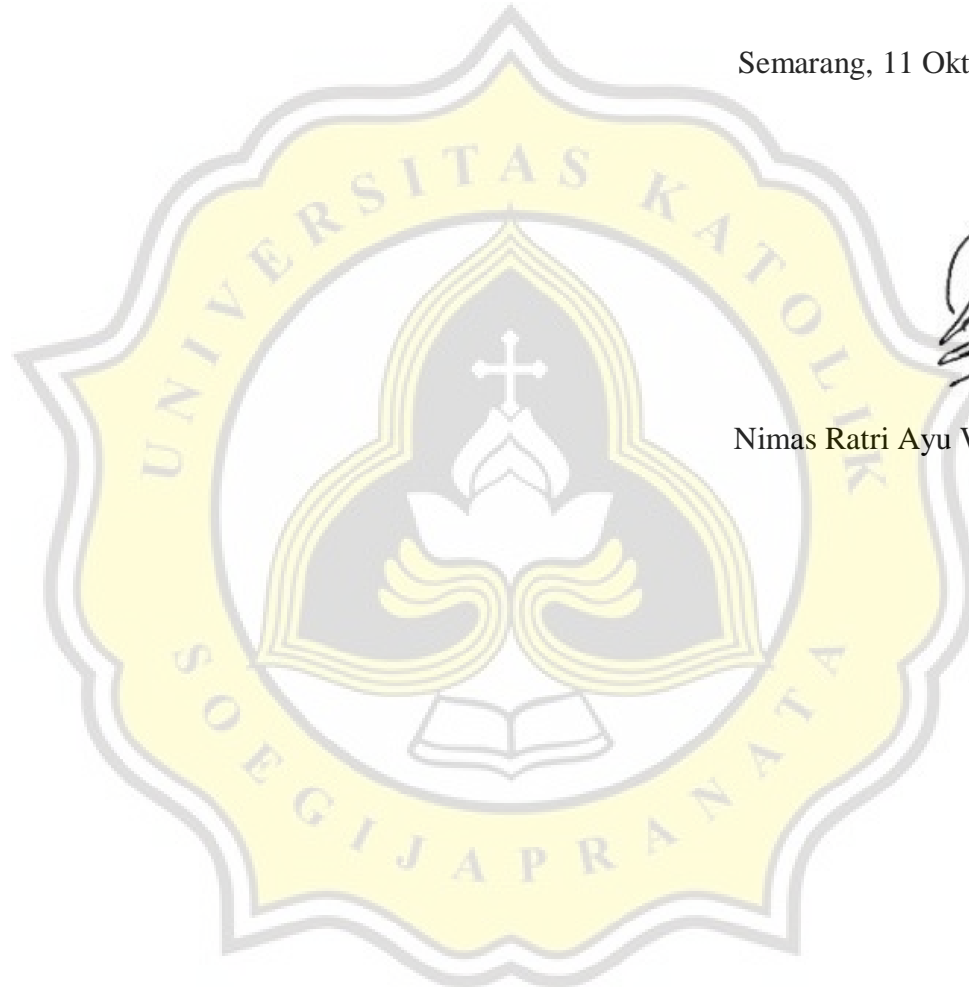 Semarang, 11 Okt
UNIVERSITAS KATOLIK
Nimas Ratri Ayu
SOEGIJAPRANATA